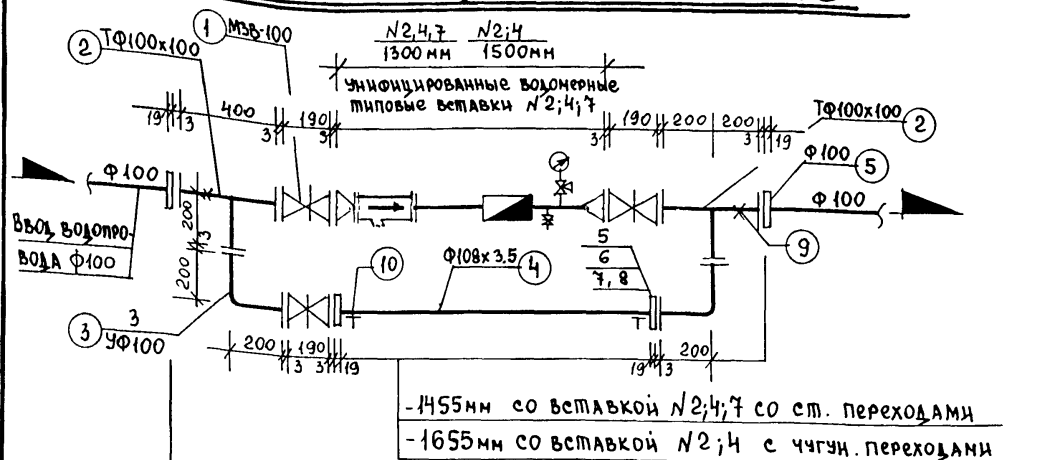 1 МЗВ-100
2 ТФ100х100
N2,4,7 N2;4
1300мм 1500мм
унифицированные водомерные
типовые вставки N2;4;7
19 3 400 3 190 3
3 190 200 200 3 19
ТФ100х100 2
Ф100
Ф100 5
Ф100
Ввод водопро-
вода Ф100
200
3
200
10
Ф108х3.5 4
5
6
7, 8
9
3 3
УФ100
200 3 190 3 19
19 3 200
-1455мм со вставкой N2;4;7 со ст. переходами
-1655мм со вставкой N2;4 с чугун. переходами